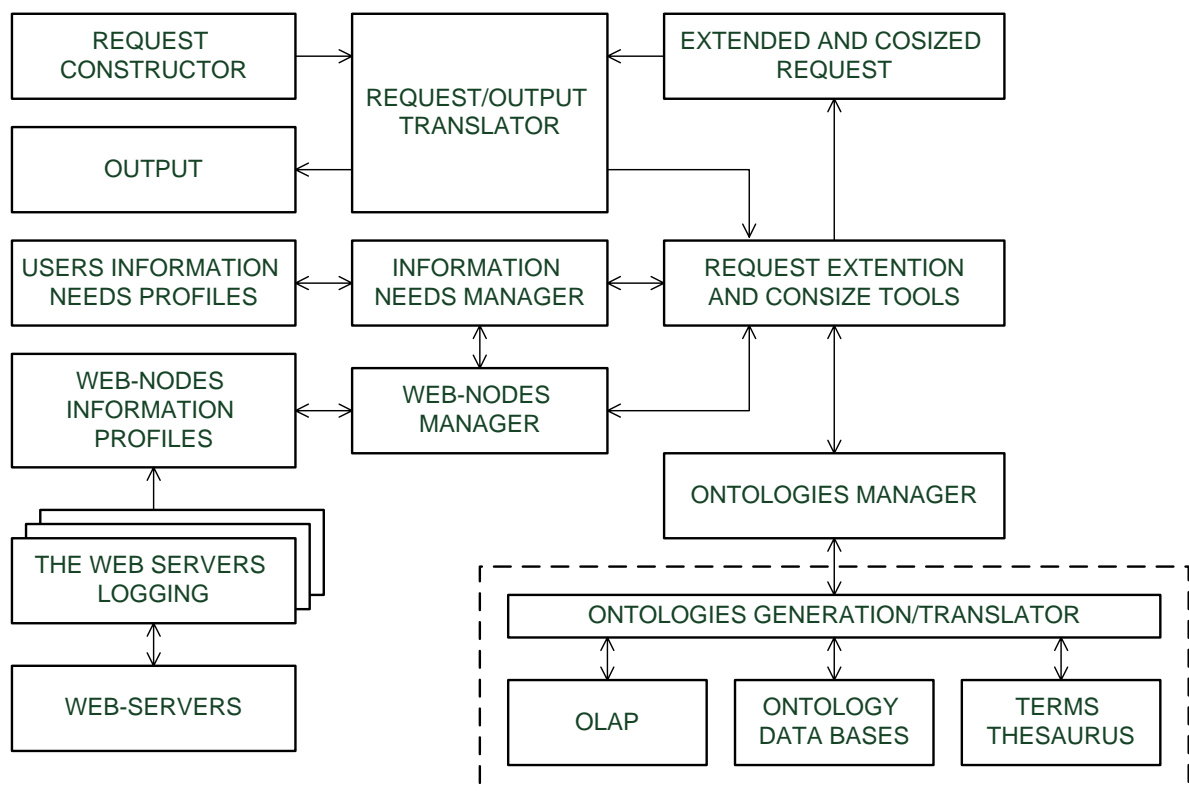 REQUEST
CONSTRUCTOR
REQUEST/OUTPUT
TRANSLATOR
EXTENDED AND COSIZED
REQUEST
OUTPUT
USERS INFORMATION
NEEDS PROFILES
INFORMATION
NEEDS MANAGER
REQUEST EXTENTION
AND CONSIZE TOOLS
WEB-NODES
INFORMATION
PROFILES
WEB-NODES
MANAGER
ONTOLOGIES MANAGER
THE WEB SERVERS
LOGGING
ONTOLOGIES GENERATION/TRANSLATOR
WEB-SERVERS
OLAP
ONTOLOGY
DATA BASES
TERMS
THESAURUS